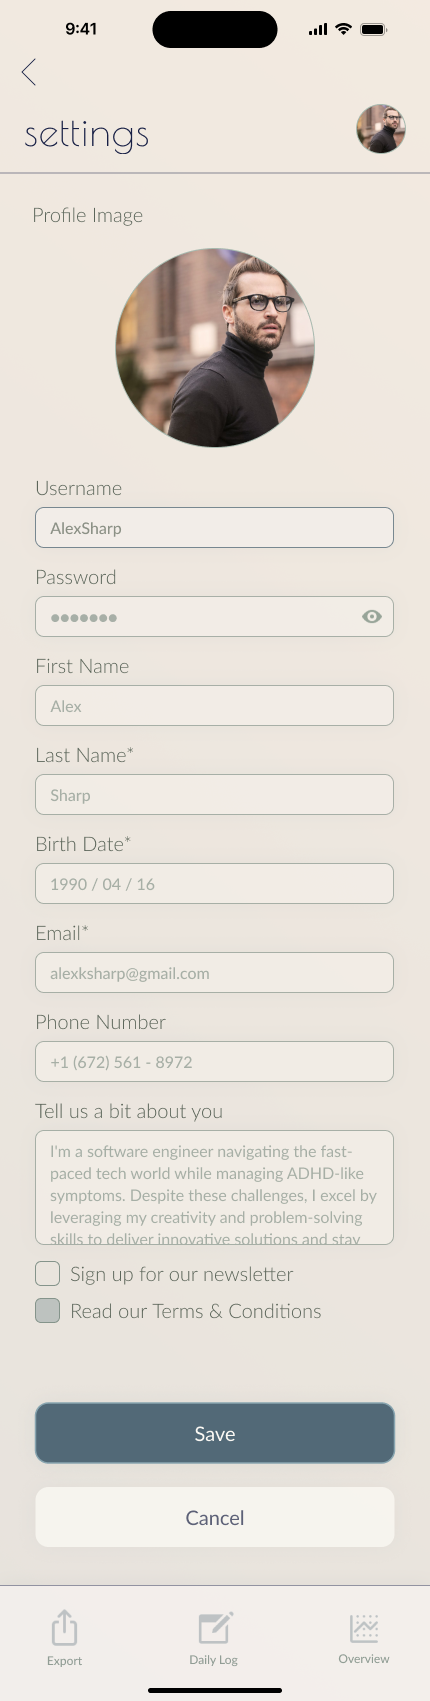 9:41
settings
Profile Image
Username
AlexSharp
Password
●●●●●●●
First Name
Alex
Last Name*
Sharp
Birth Date*
1990 / 04 / 16
Email*
alexksharp@gmail.com
Phone Number
+1 (672) 561 - 8972
Tell us a bit about you
I'm a software engineer navigating the fast-
paced tech world while managing ADHD-like
symptoms. Despite these challenges, I excel by
leveraging my creativity and problem-solving
skills to deliver innovative solutions and stay
Sign up for our newsletter
Read our Terms & Conditions
Save
Cancel
Export
Daily Log
Overview